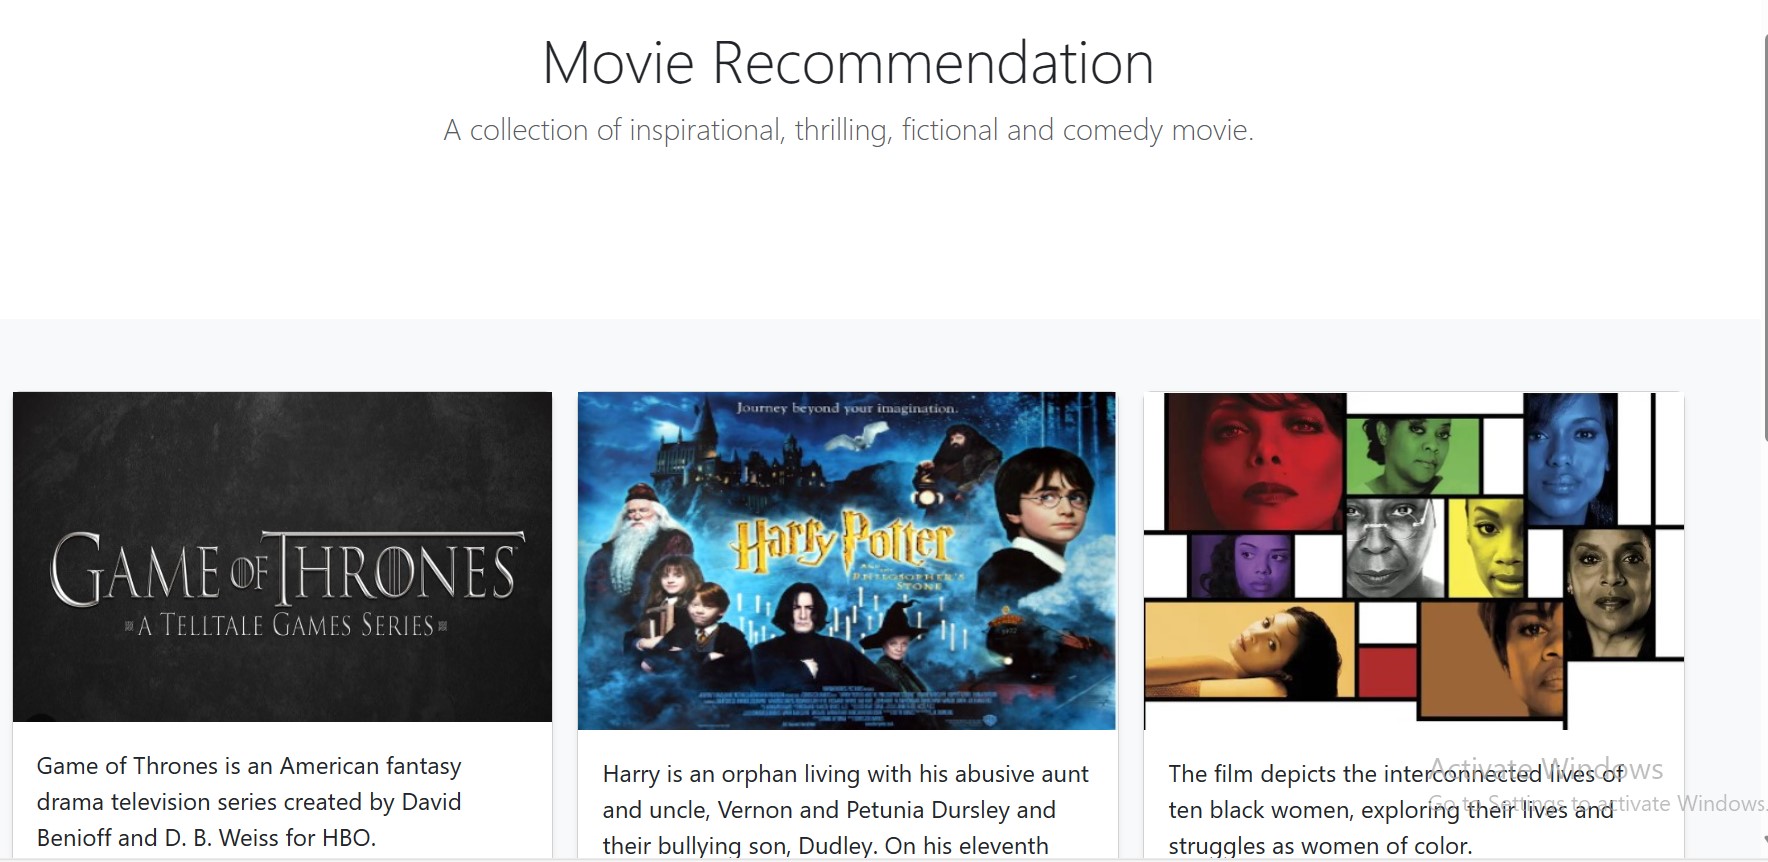 Movie Recommendation
A collection of inspirational, thrilling, fictional and comedy movie.
GAME OF THRONES
A TELLTALE GAMES SERIES
Journey beyond your imagination.
Harry Potter
AND THE
PHILOSOPHER'S
STONE
Game of Thrones is an American fantasy
drama television series created by David
Benioff and D. B. Weiss for HBO.
Harry is an orphan living with his abusive aunt
and uncle, Vernon and Petunia Dursley and
their bullying son, Dudley. On his eleventh
The film depicts the interconnected lives of
ten black women, exploring their lives and
struggles as women of color.
Activate Windows
Go to Settings to activate Windows.